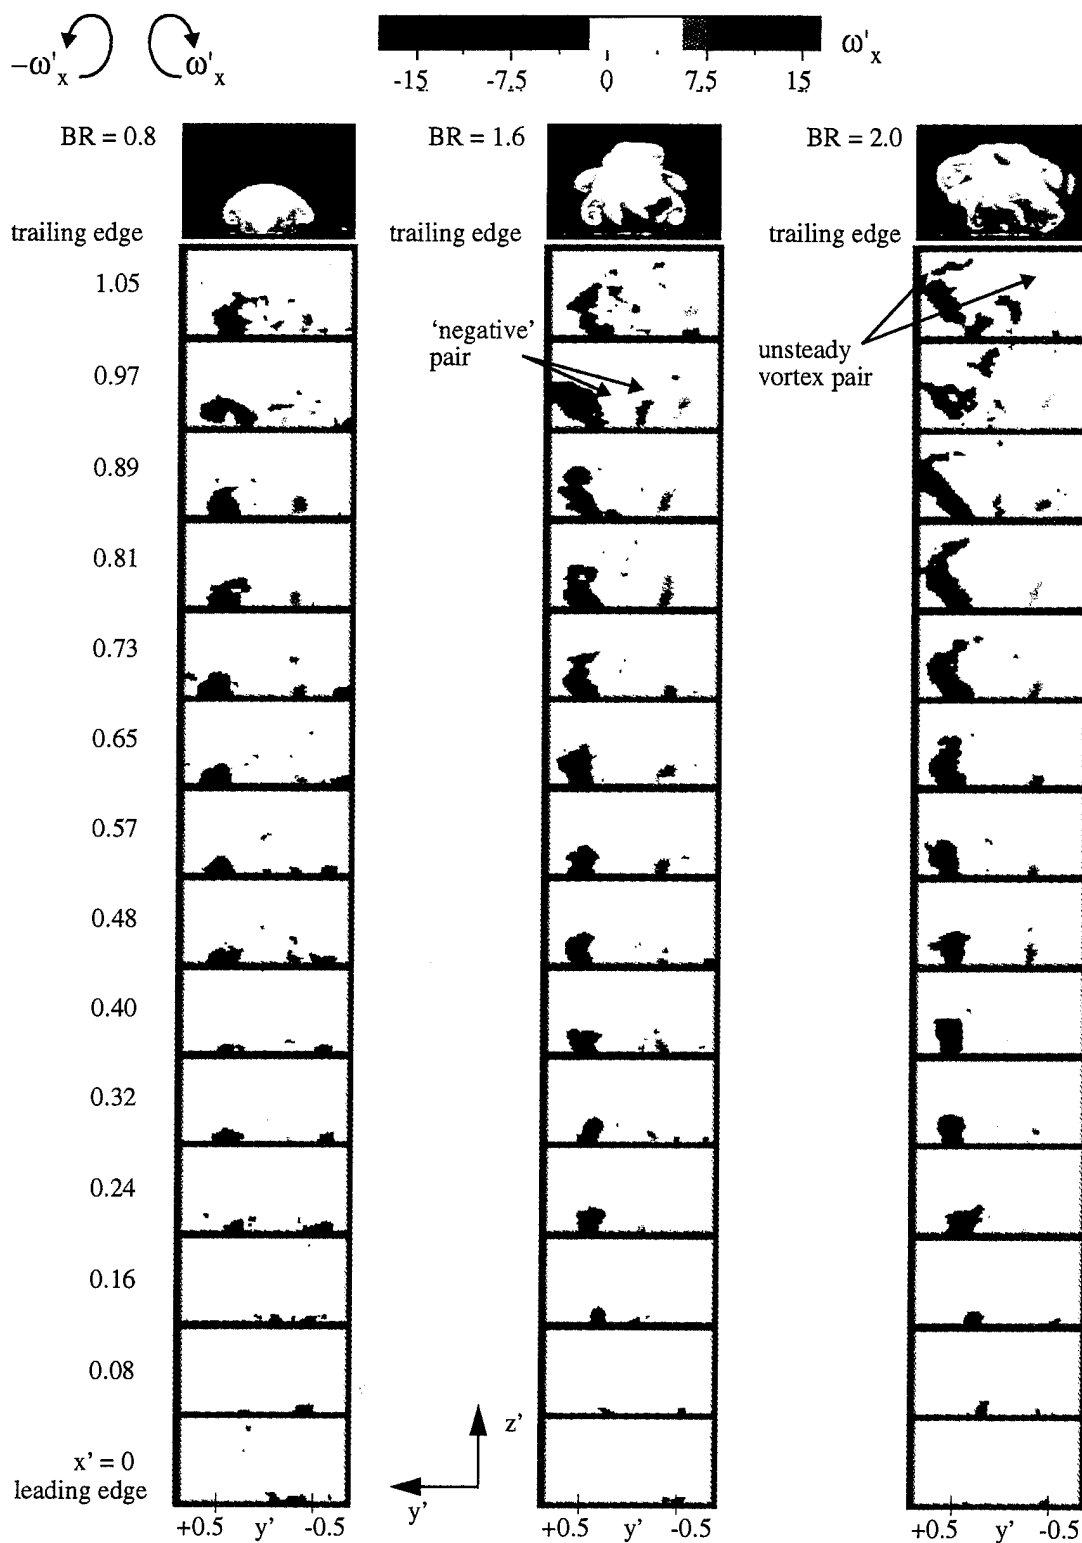 −ω'x ω'x
-15 -7.5 0 7.5 15 ω'x
BR = 0.8 BR = 1.6 BR = 2.0
trailing edge trailing edge trailing edge
1.05
'negative'
pair
unsteady
vortex pair
0.97
0.89
0.81
0.73
0.65
0.57
0.48
0.40
0.32
0.24
0.16
0.08
z'
x' = 0
leading edge
y'
+0.5 y' -0.5 +0.5 y' -0.5 +0.5 y' -0.5